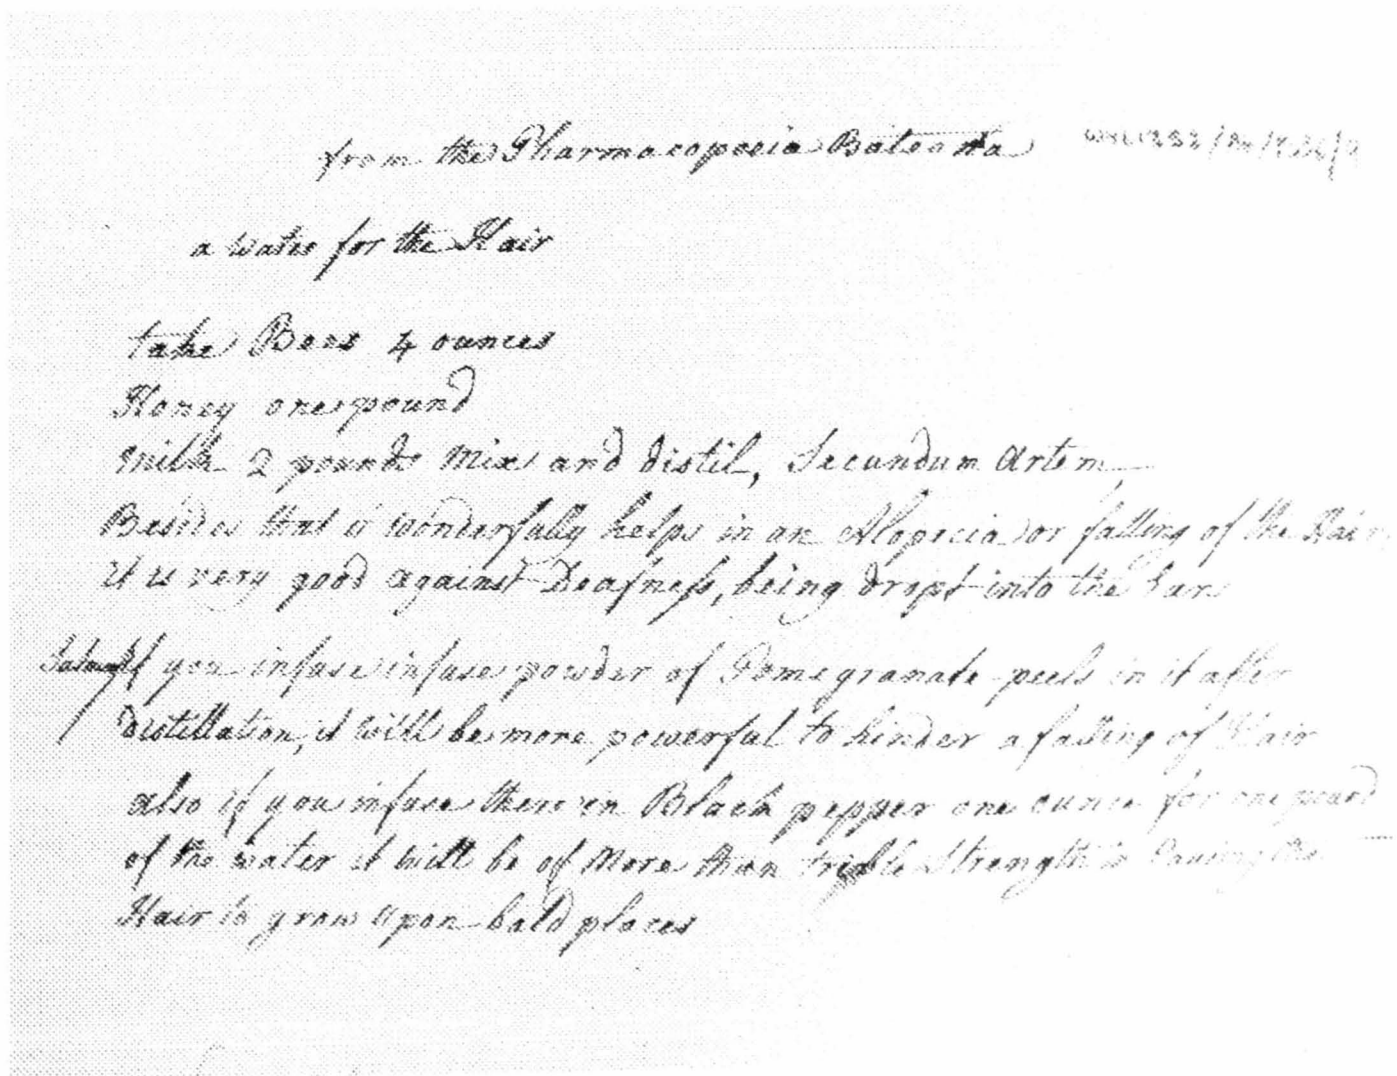 from the Pharmacopoeia Bateana
a water for the Hair
take Bees 4 ounces
Honey one pound
milk 2 pounds mix and distil, Secundum Artem,
Besides that it wonderfully helps in an Alopecia or falling of the Hair
it is very good against Deafness, being dropt into the Ear
If you infuse infuse powder of Pomegranate peels in it after
distillation, it will be more powerful to hinder a falling of Hair
also if you infuse there in Black pepper one ounce for one pound
of the water it will be of more than triple strength in Causing the
Hair to grow upon bald places